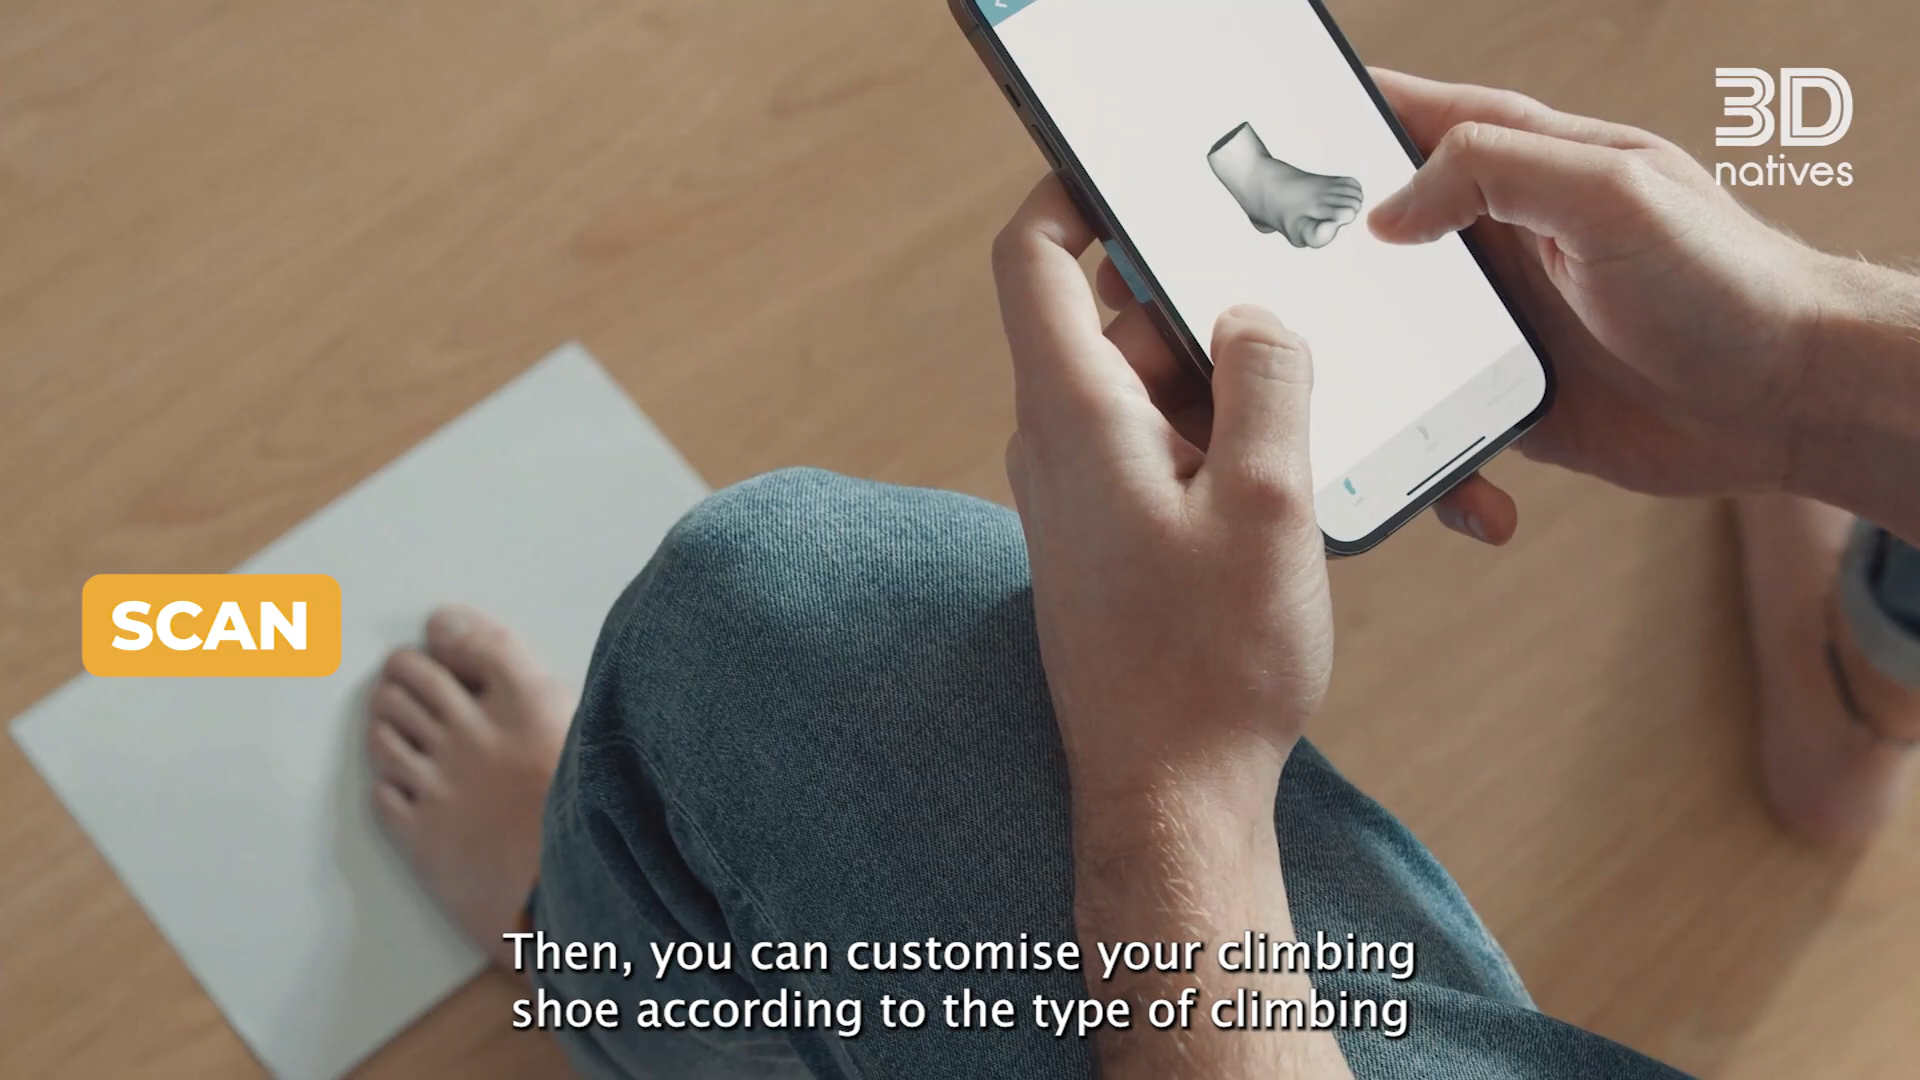 3D
natives
SCAN
Then, you can customise your climbing
shoe according to the type of climbing